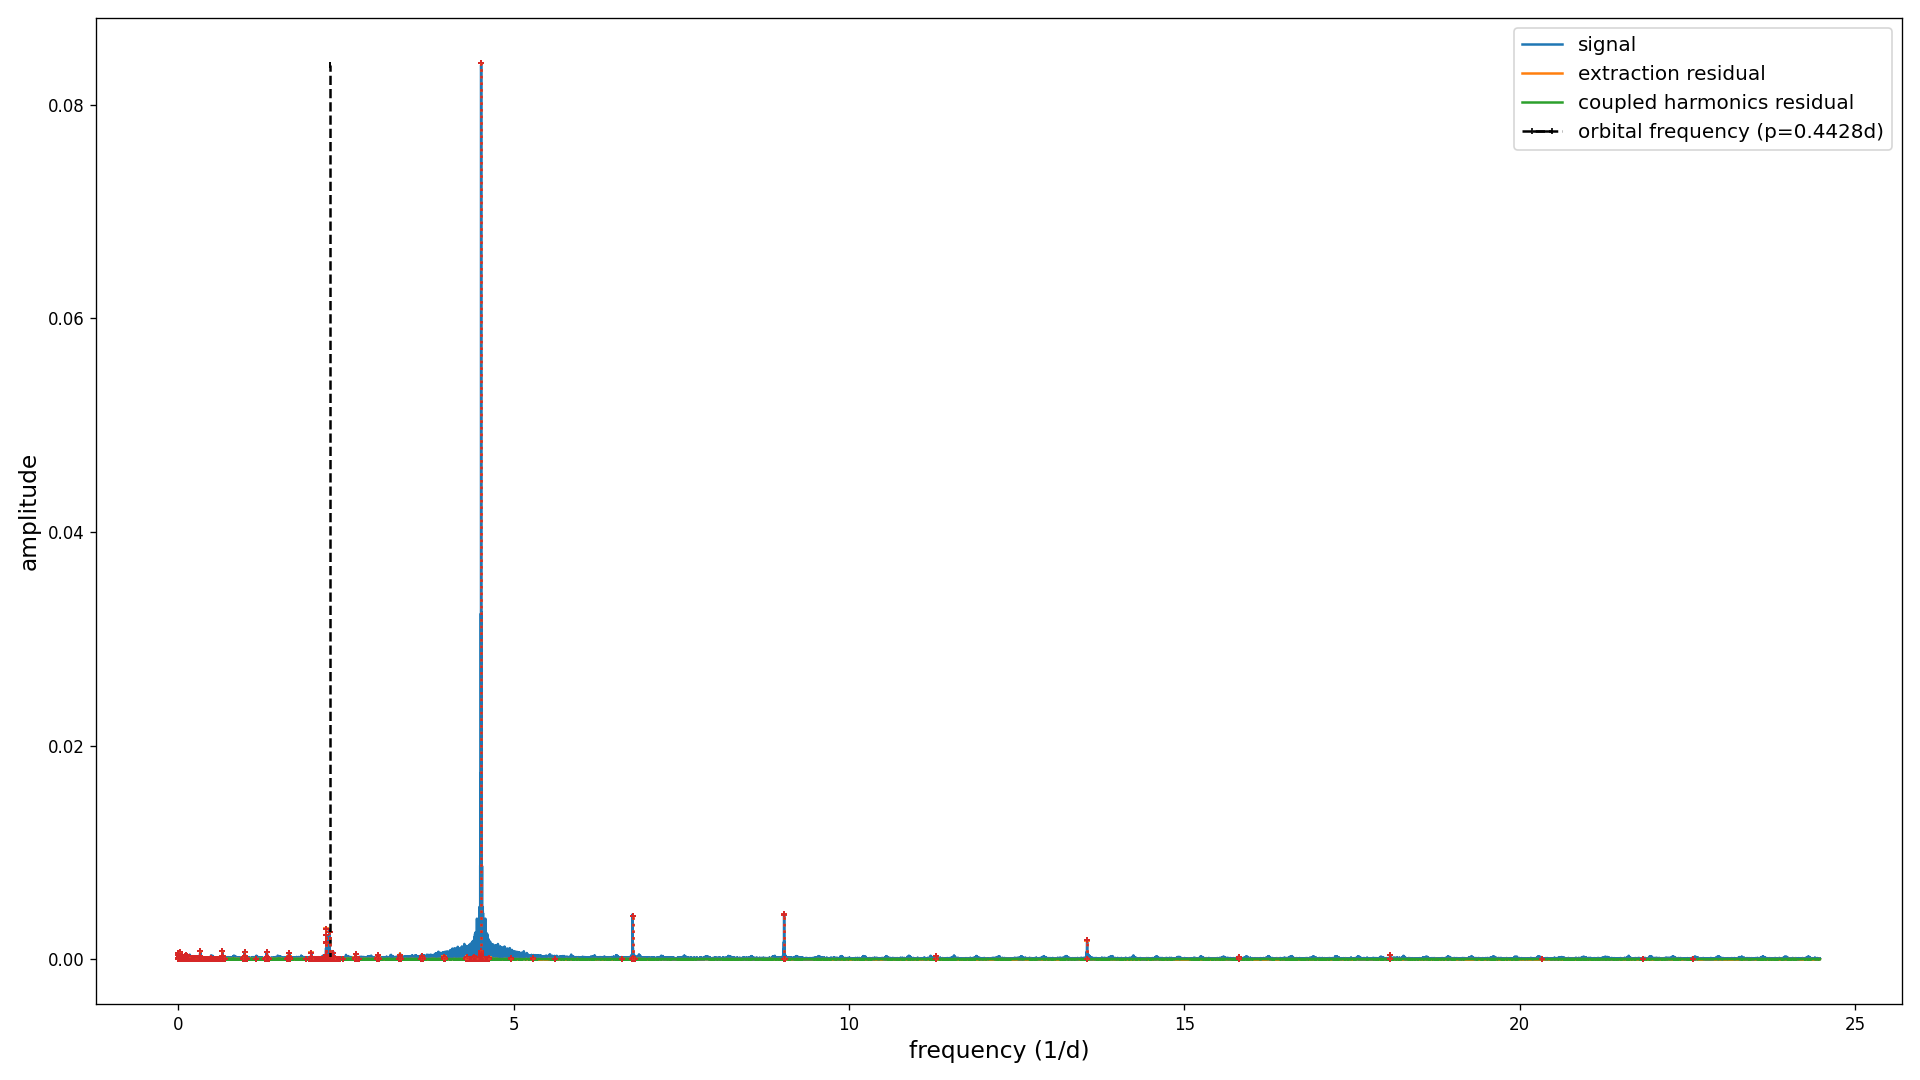 signal
extraction residual
coupled harmonics residual
orbital frequency (p=0.4428d)
amplitude
0.08
0.06
0.04
0.02
0.00
0 5 10 15 20 25
frequency (1/d)